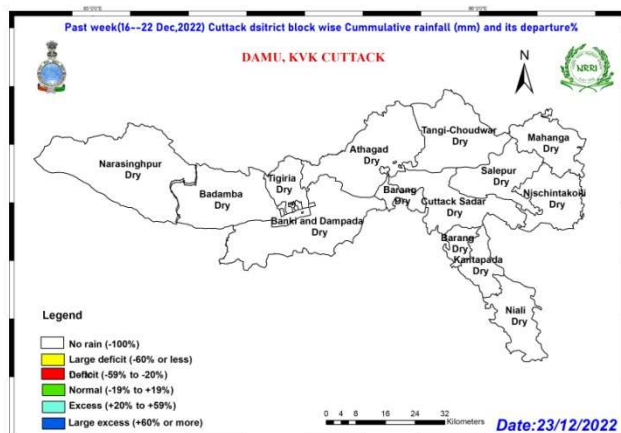 Past week(16--22 Dec,2022) Cuttack dsitrict block wise Cummulative rainfall (mm) and its departure%
DAMU, KVK CUTTACK
N
NRRI
Narasinghpur
Dry
Badamba
Dry
Tigiria
Dry
Banki and Dampada
Dry
Athagad
Dry
Tangi-Choudwar
Dry
Mahanga
Dry
Salepur
Dry
Nischintakoili
Dry
Barang
Dry
Cuttack Sadar
Dry
Barang
Dry
Kantapada
Dry
Niali
Dry
Legend
No rain (-100%)
Large deficit (-60% or less)
Deficit (-59% to -20%)
Normal (-19% to +19%)
Excess (+20% to +59%)
Large excess (+60% or more)
0 4 8 16 24 32
Kilometers
Date:23/12/2022